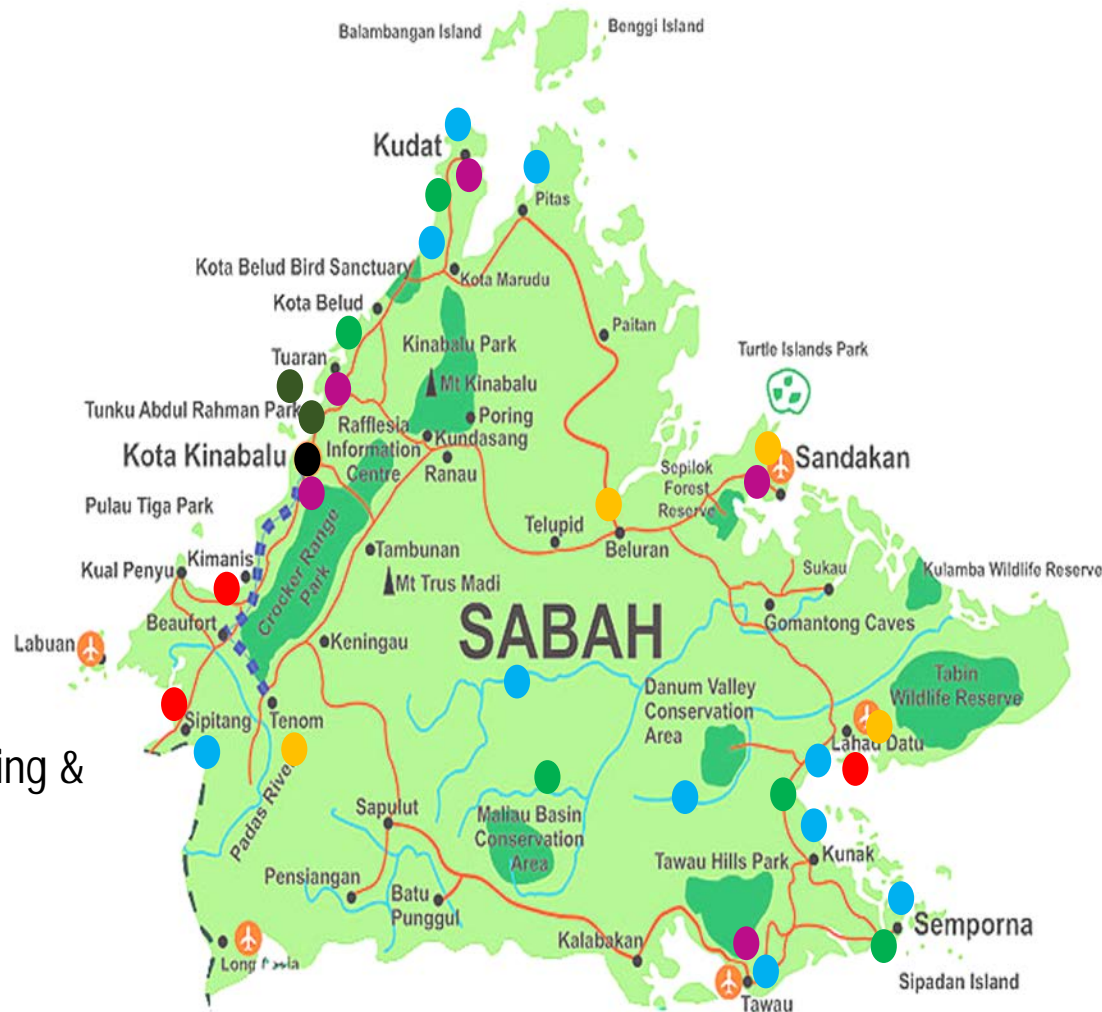 Balambangan Island
Benggi Island
Kudat
Pitas
Kota Belud Bird Sanctuary
Kota Marudu
Kota Belud
Paitan
Kinabalu Park
Tuaran
Turtle Islands Park
Mt Kinabalu
Tunku Abdul Rahman Park
Poring
Rafflesia
Information
Centre
Kundasang
Kota Kinabalu
Ranau
Sandakan
Sepilok
Forest
Reserve
Pulau Tiga Park
Telupid
Beluran
Kimanis
Tambunan
Kual Penyu
Crocker Range
Park
Mt Trus Madi
Sukau
Kulamba Wildlife Reserve
Beaufort
Gomantong Caves
SABAH
Labuan
Keningau
Tabin
Wildlife Reserve
Danum Valley
Conservation
Area
Sipitang
Tenom
Lahad Datu
ing &
Padas River
Sapulut
Maliau Basin
Conservation
Area
Tawau Hills Park
Kunak
Pensiangan
Batu
Punggul
Semporna
Kalabakan
Long
Sipadan Island
Tawau